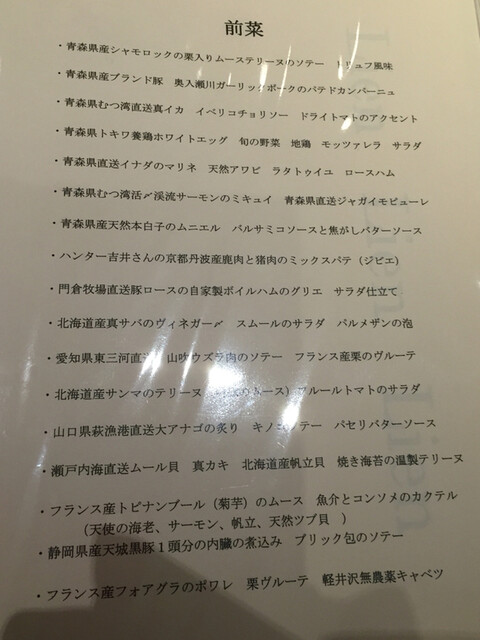 前菜
・青森県産シャモロックの栗入りムーステリーヌのソテー　トリュフ風味
・青森県産ブランド豚　奥入瀬川ガーリックポークのパテドカンパーニュ
・青森県むつ湾直送真イカ　イベリコチョリソー　ドライトマトのアクセント
・青森県トキワ養鶏ホワイトエッグ　旬の野菜　地鶏　モッツァレラ　サラダ
・青森県直送イナダのマリネ　天然アワビ　ラタトゥイユ　ロースハム
・青森県むつ湾活〆渓流サーモンのミキュイ　青森県直送ジャガイモピューレ
・青森県産天然本白子のムニエル　バルサミコソースと焦がしバターソース
・ハンター吉井さんの京都丹波産鹿肉と猪肉のミックスパテ（ジビエ）
・門倉牧場直送豚ロースの自家製ボイルハムのグリエ　サラダ仕立て
・北海道産真サバのヴィネガー〆　スムールのサラダ　パルメザンの泡
・愛知県東三河直送　山吹ウズラ肉のソテー　フランス産栗のヴルーテ
・北海道産サンマのテリーヌ　ース）フルールトマトのサラダ
・山口県萩漁港直送大アナゴの炙り　キノコソテー　パセリバターソース
・瀬戸内海直送ムール貝　真カキ　北海道産帆立貝　焼き海苔の温製テリーヌ
・フランス産トピナンブール（菊芋）のムース　魚介とコンソメのカクテル
（天使の海老、サーモン、帆立、天然ツブ貝　）
・静岡県産天城黒豚１頭分の内臓の煮込み　ブリック包のソテー
・フランス産フォアグラのポワレ　栗ヴルーテ　軽井沢無農薬キャベツ